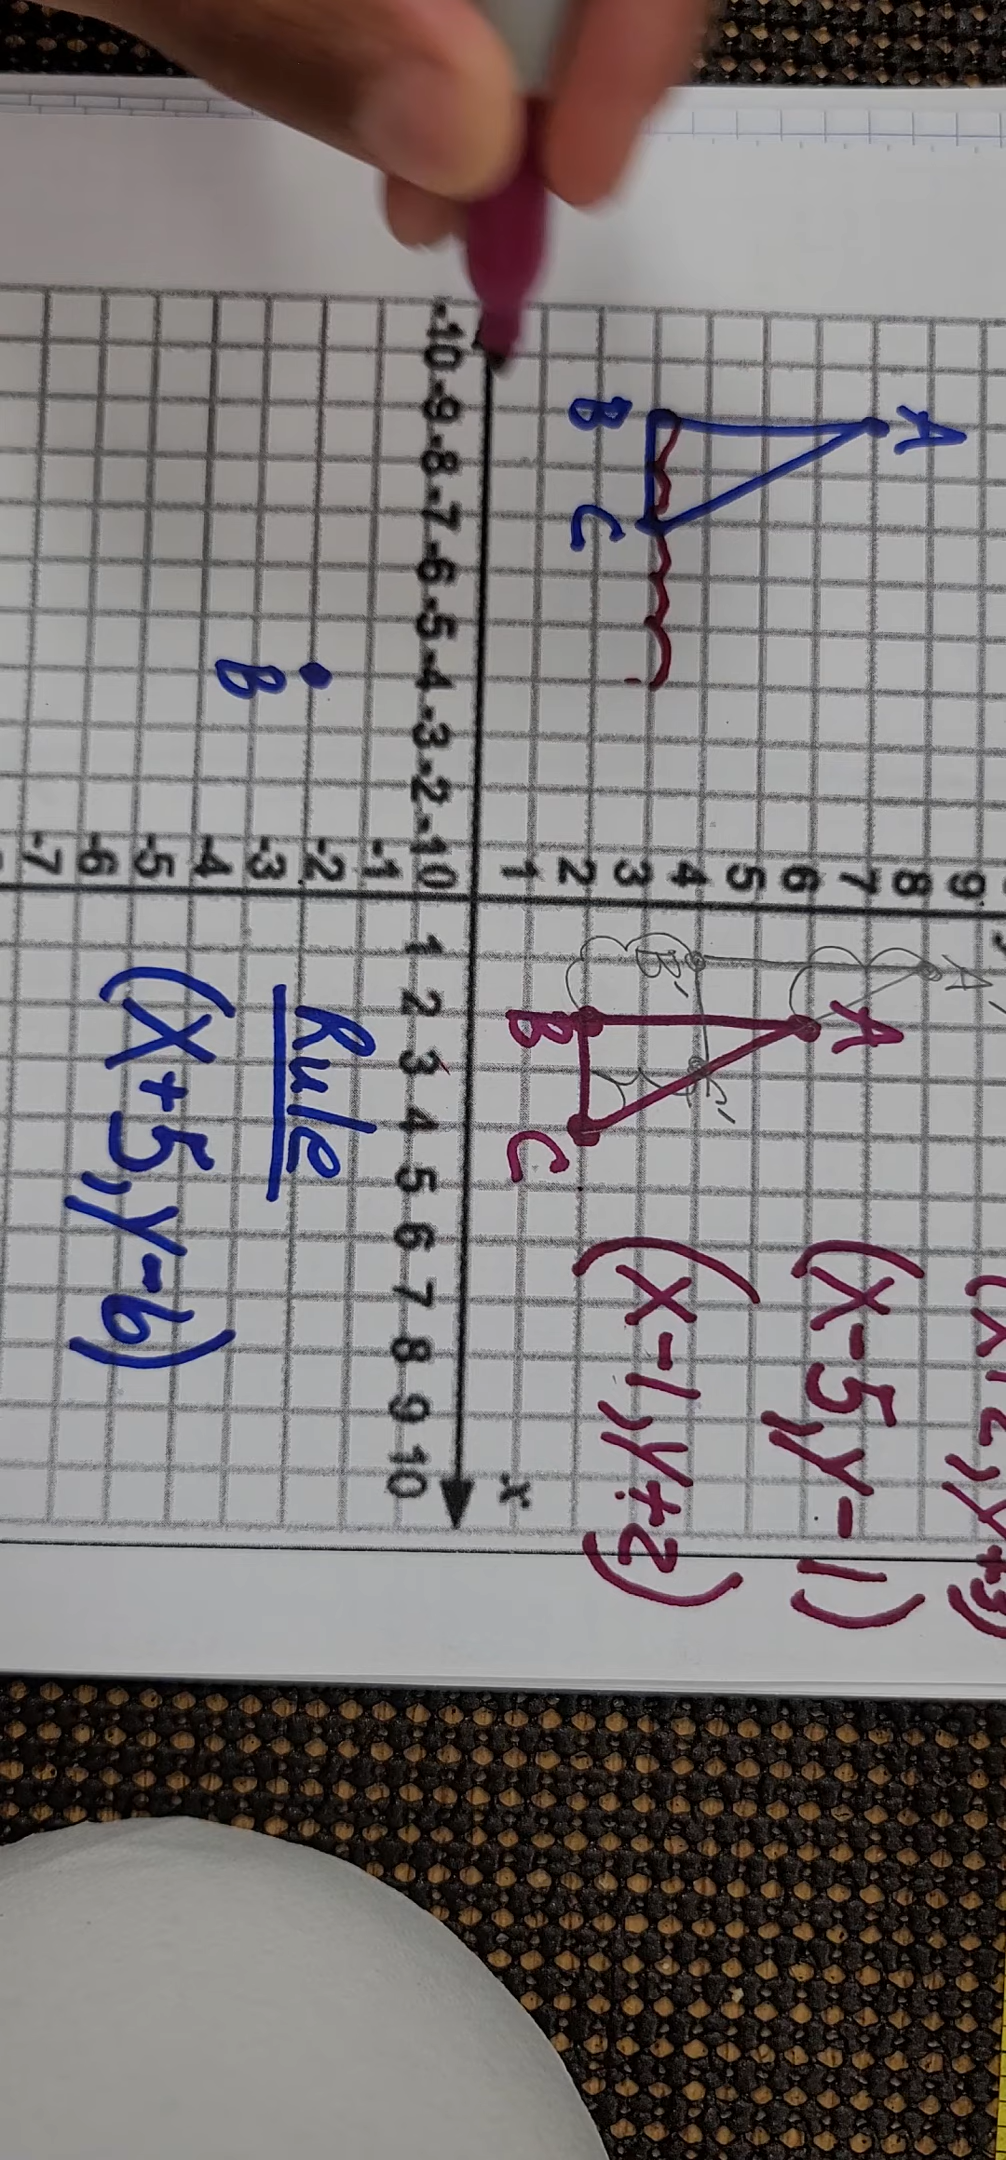 9
8
7
6
5
4
3
2
1
A
B
C
A'
B'
C'
A
B
C
(x-5,y-1)
(x-1,y+2)
x
-10 -9 -8 -7 -6 -5 -4 -3 -2 -1 0 1 2 3 4 5 6 7 8 9 10
-1
-2
-3
-4
-5
-6
-7
B
Rule
(x+5,y-6)